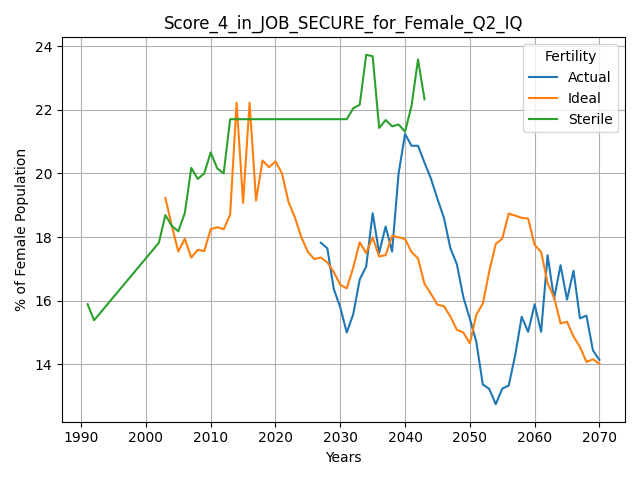 Score_4_in_JOB_SECURE_for_Female_Q2_IQ
Fertility
Actual
Ideal
Sterile
% of Female Population
24
22
20
18
16
14
1990 2000 2010 2020 2030 2040 2050 2060 2070
Years